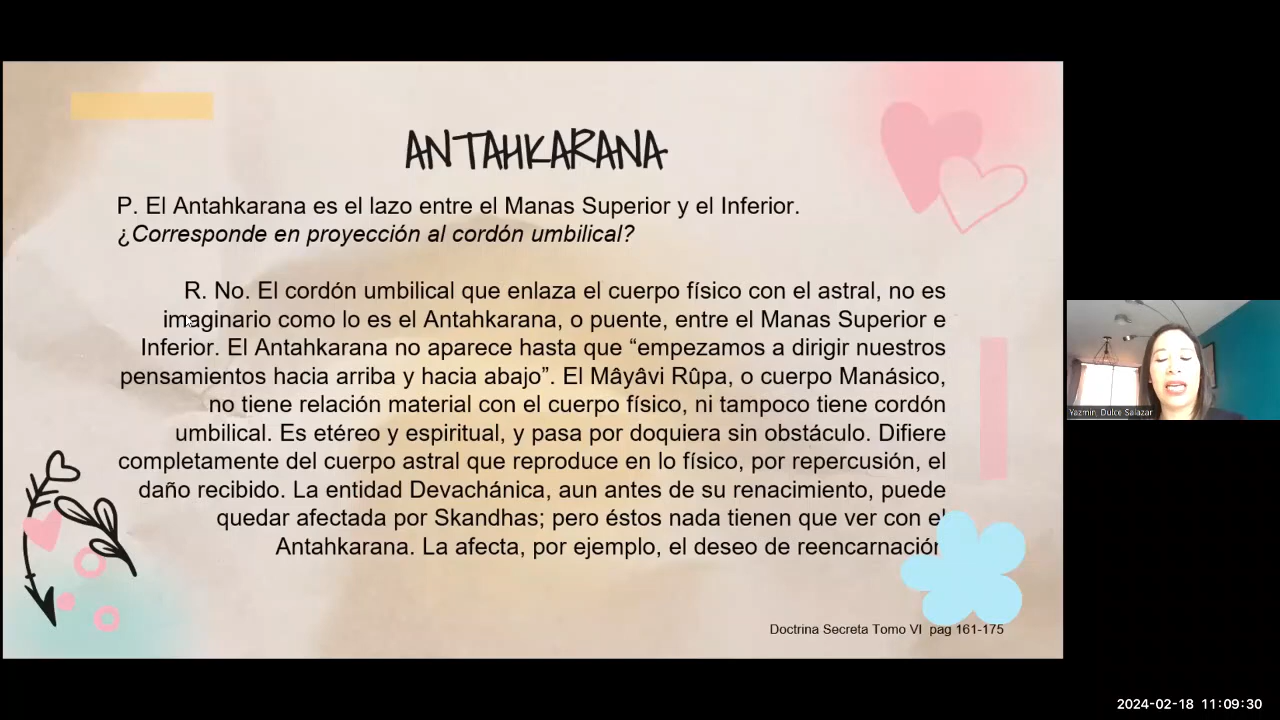 ANTAHKARANA
P. El Antahkarana es el lazo entre el Manas Superior y el Inferior.
¿Corresponde en proyección al cordón umbilical?
R. No. El cordón umbilical que enlaza el cuerpo físico con el astral, no es
imaginario como lo es el Antahkarana, o puente, entre el Manas Superior e
Inferior. El Antahkarana no aparece hasta que “empezamos a dirigir nuestros
pensamientos hacia arriba y hacia abajo”. El Mâyâvi Rûpa, o cuerpo Manásico,
no tiene relación material con el cuerpo físico, ni tampoco tiene cordón
umbilical. Es etéreo y espiritual, y pasa por doquiera sin obstáculo. Difiere
completamente del cuerpo astral que reproduce en lo físico, por repercusión, el
daño recibido. La entidad Devachánica, aun antes de su renacimiento, puede
quedar afectada por Skandhas; pero éstos nada tienen que ver con el
Antahkarana. La afecta, por ejemplo, el deseo de reencarnación
Doctrina Secreta Tomo VI pag 161-175
Yazmin, Dulce Salazar
2024-02-18 11:09:30